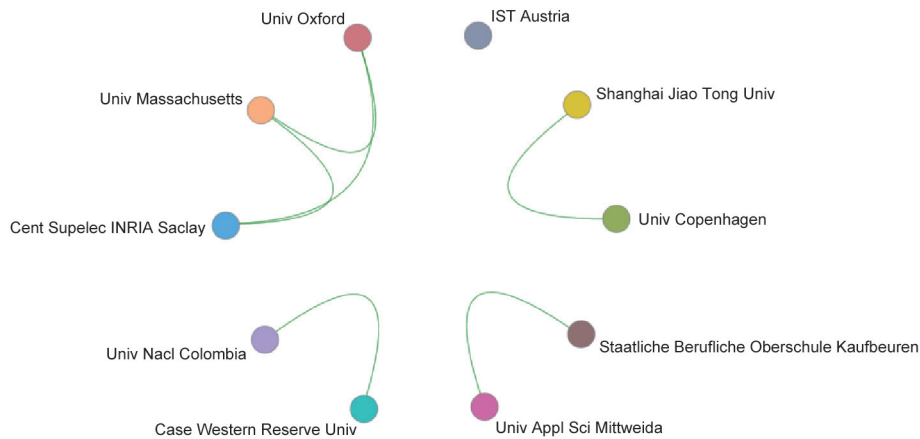 IST Austria
Univ Oxford
Shanghai Jiao Tong Univ
Univ Massachusetts
Univ Copenhagen
Cent Supelec INRIA Saclay
Staatliche Berufliche Oberschule Kaufbeuren
Univ Nacl Colombia
Univ Appl Sci Mittweida
Case Western Reserve Univ